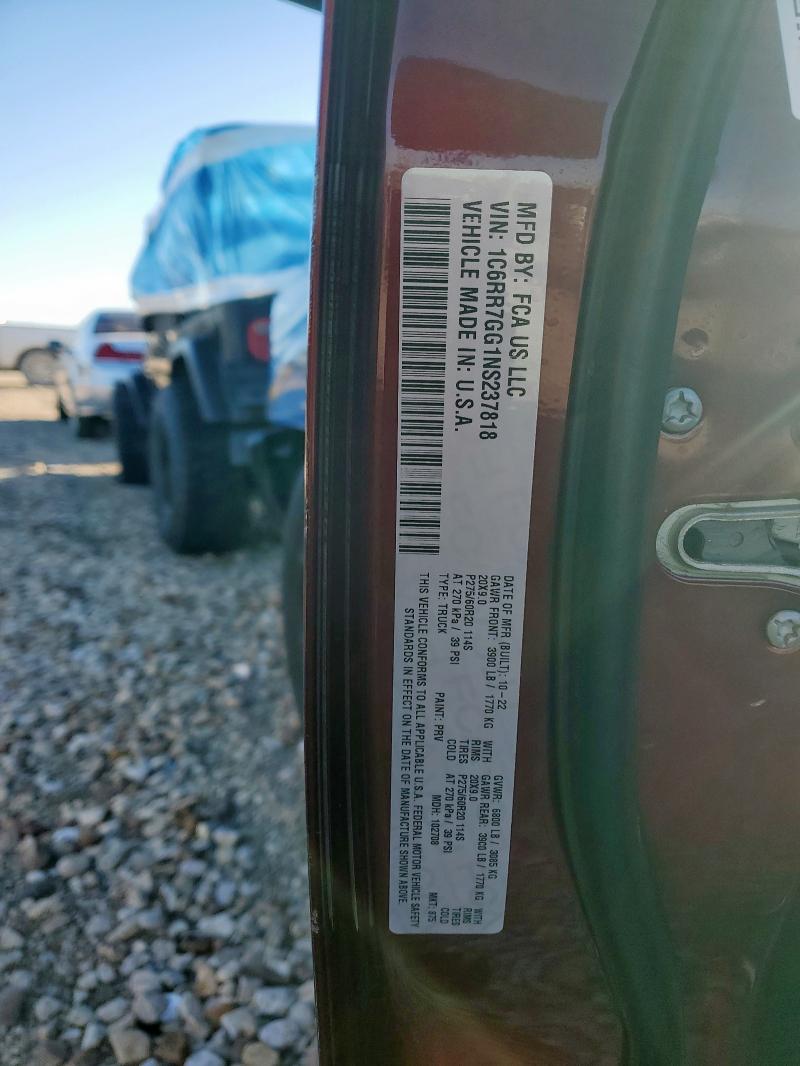 MFD BY: FCA US LLC
VIN: 1C6RR7GG1NS237818
VEHICLE MADE IN: U.S.A.
DATE OF MFR (BUILT): 10-22 GVWR: 6800 LB / 3085 KG
GAWR FRONT: 3900 LB / 1770 KG WITH GAWR REAR: 3900 LB / 1770 KG WITH
20X9.0 RIMS 20X9.0 RIMS
P275/60R20 114S TIRES P275/60R20 114S TIRES
AT 270 kPa / 39 PSI COLD AT 270 kPa / 39 PSI COLD
TYPE: TRUCK PAINT: PRV MDH: 102708 MKT: 875
THIS VEHICLE CONFORMS TO ALL APPLICABLE U.S.A. FEDERAL MOTOR VEHICLE SAFETY
STANDARDS IN EFFECT ON THE DATE OF MANUFACTURE SHOWN ABOVE